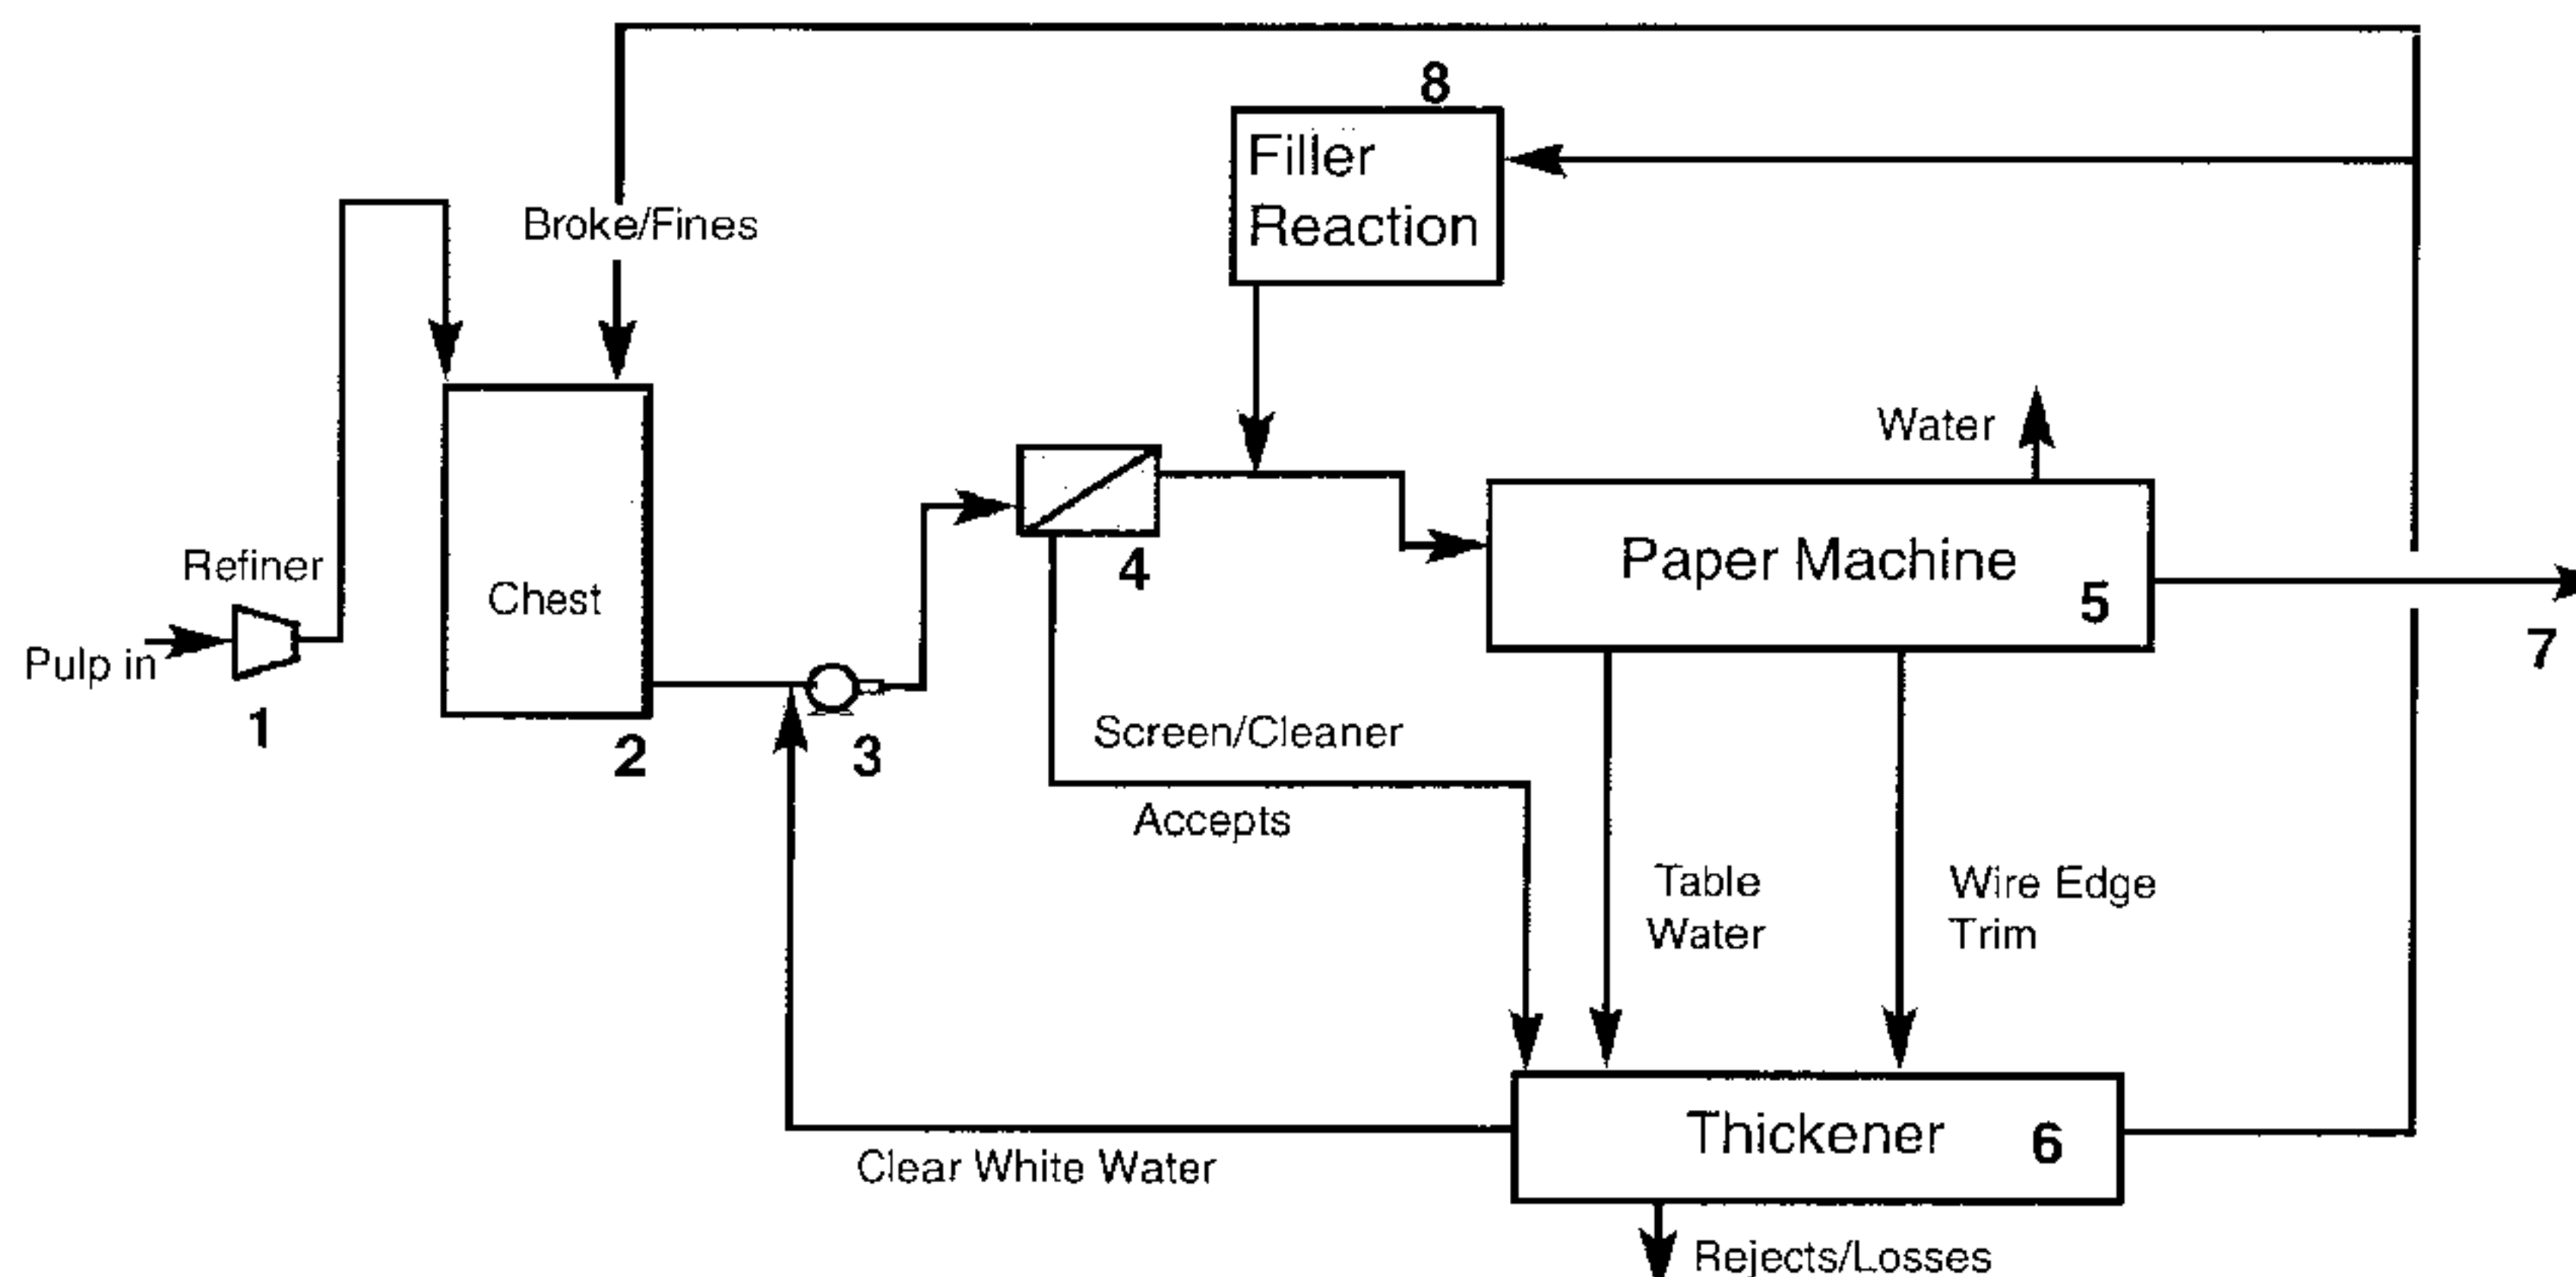 8
Filler
Reaction
Broke/Fines
Water
Refiner
Chest
4
Paper Machine
5
Pulp in
7
1
2
3
Screen/Cleaner
Accepts
Table
Water
Wire Edge
Trim
Thickener
6
Clear White Water
Rejects/Losses